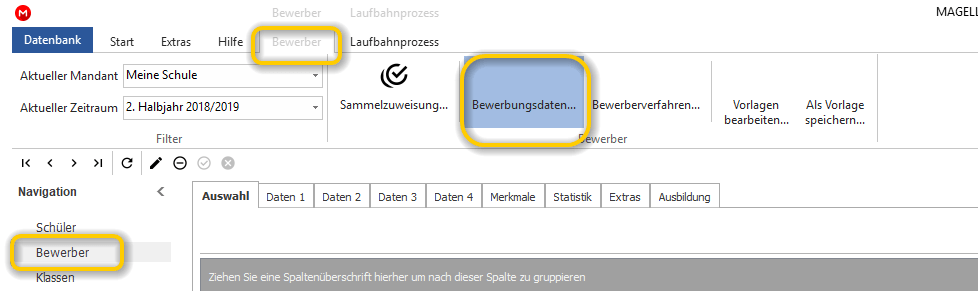 M Bewerber Laufbahnprozess MAGELL
Datenbank Start Extras Hilfe Bewerber Laufbahnprozess
Aktueller Mandant Meine Schule
Aktueller Zeitraum 2. Halbjahr 2018/2019
Sammelzuweisung... Bewerbungsdaten... Bewerberverfahren... Vorlagen bearbeiten... Als Vorlage speichern...
Filter Bewerber
Navigation
Auswahl Daten 1 Daten 2 Daten 3 Daten 4 Merkmale Statistik Extras Ausbildung
Schüler
Bewerber
Klassen
Ziehen Sie eine Spaltenüberschrift hierher um nach dieser Spalte zu gruppieren